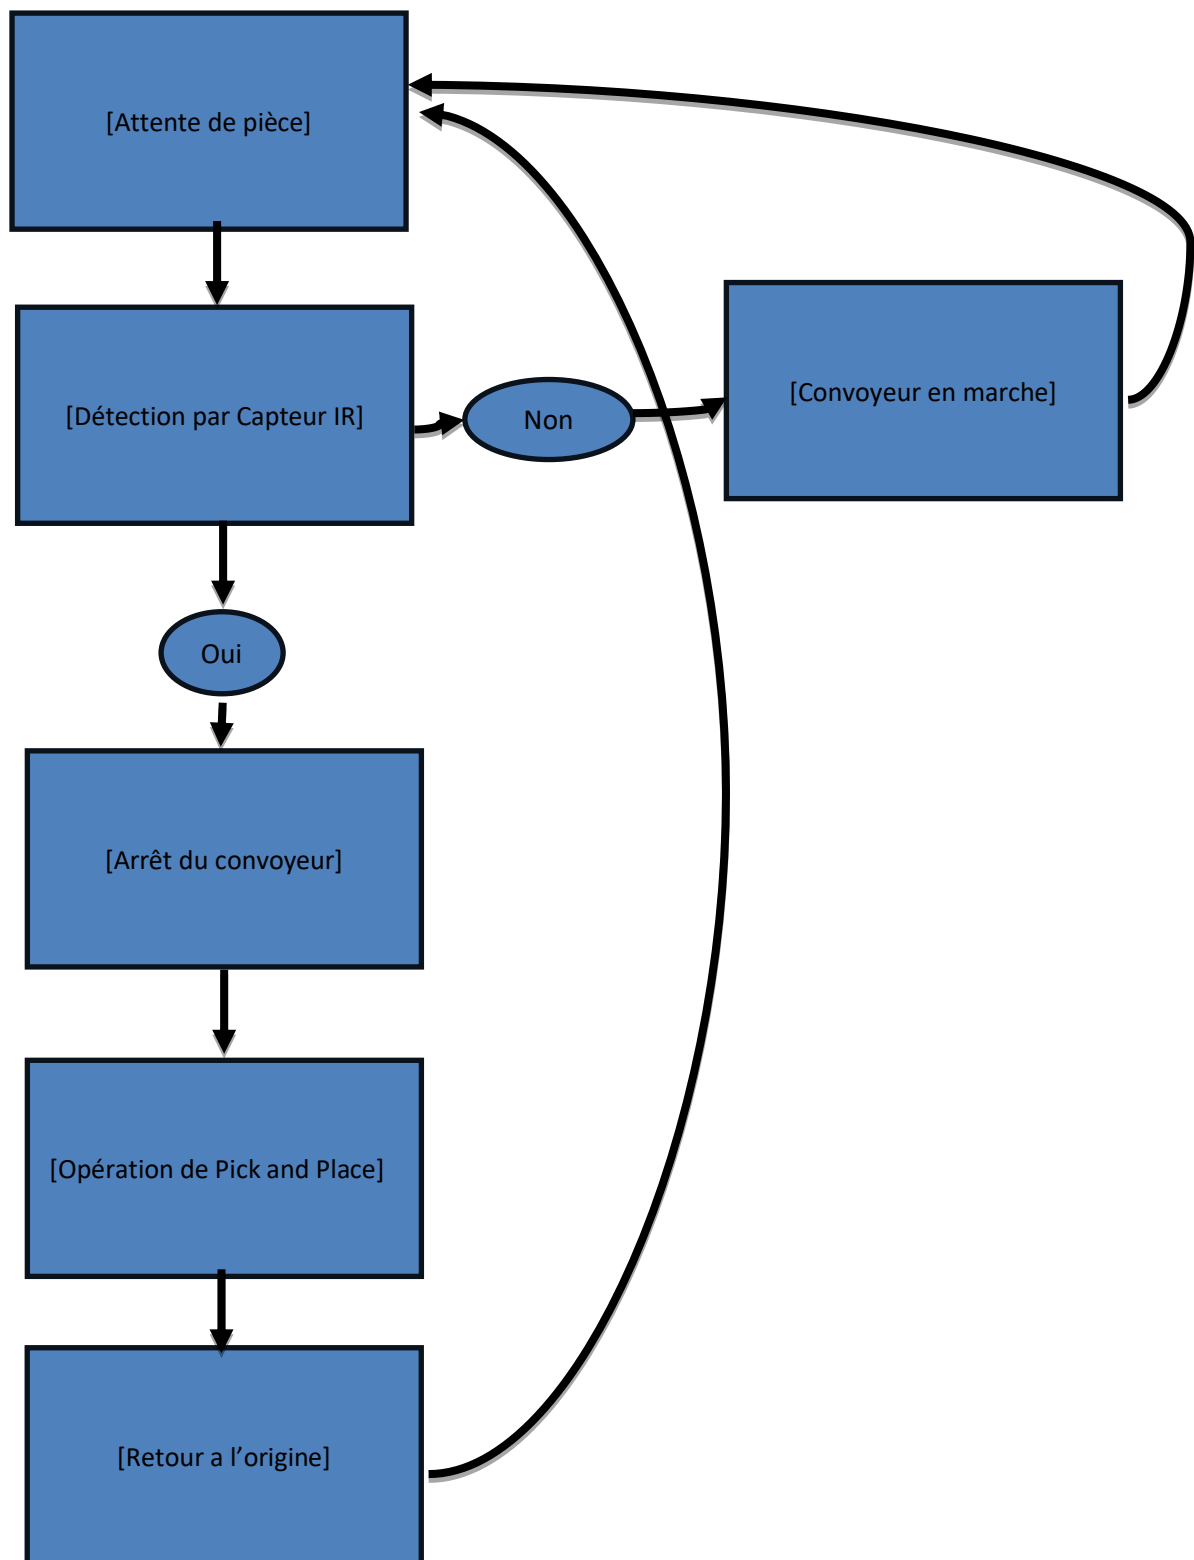 [Attente de pièce]
[Détection par Capteur IR]
Non
[Convoyeur en marche]
Oui
[Arrêt du convoyeur]
[Opération de Pick and Place]
[Retour a l’origine]